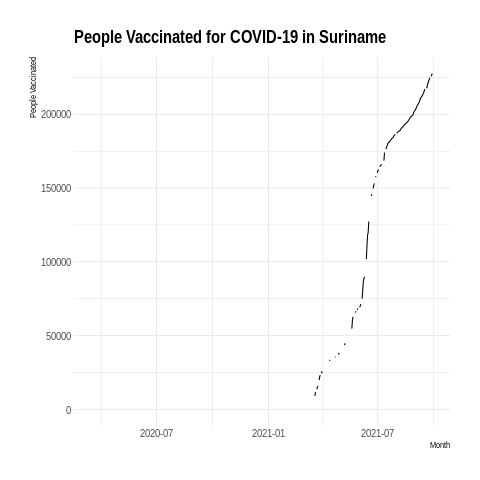 People Vaccinated for COVID-19 in Suriname
People Vaccinated
200000
150000
100000
50000
0
2020-07 2021-01 2021-07
Month